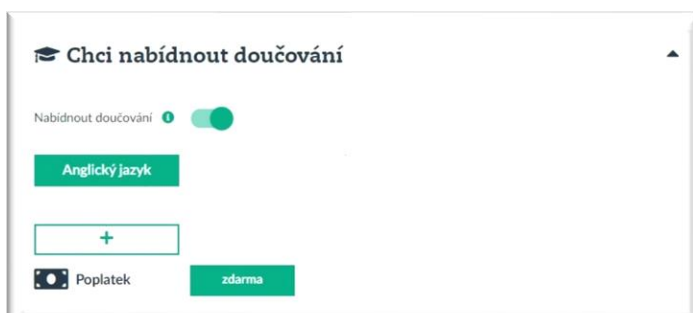 Chci nabídnout doučování
Nabídnout doučování
Anglický jazyk
+
Poplatek zdarma